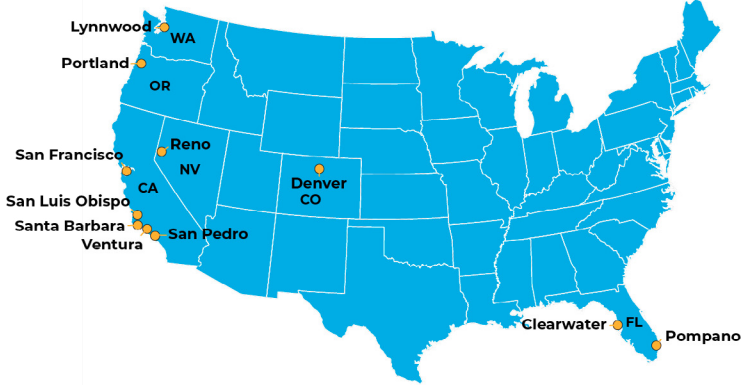 Lynnwood
WA
Portland
OR
Reno
San Francisco
NV
Denver
CA
CO
San Luis Obispo
Santa Barbara
San Pedro
Ventura
Clearwater
FL
Pompano